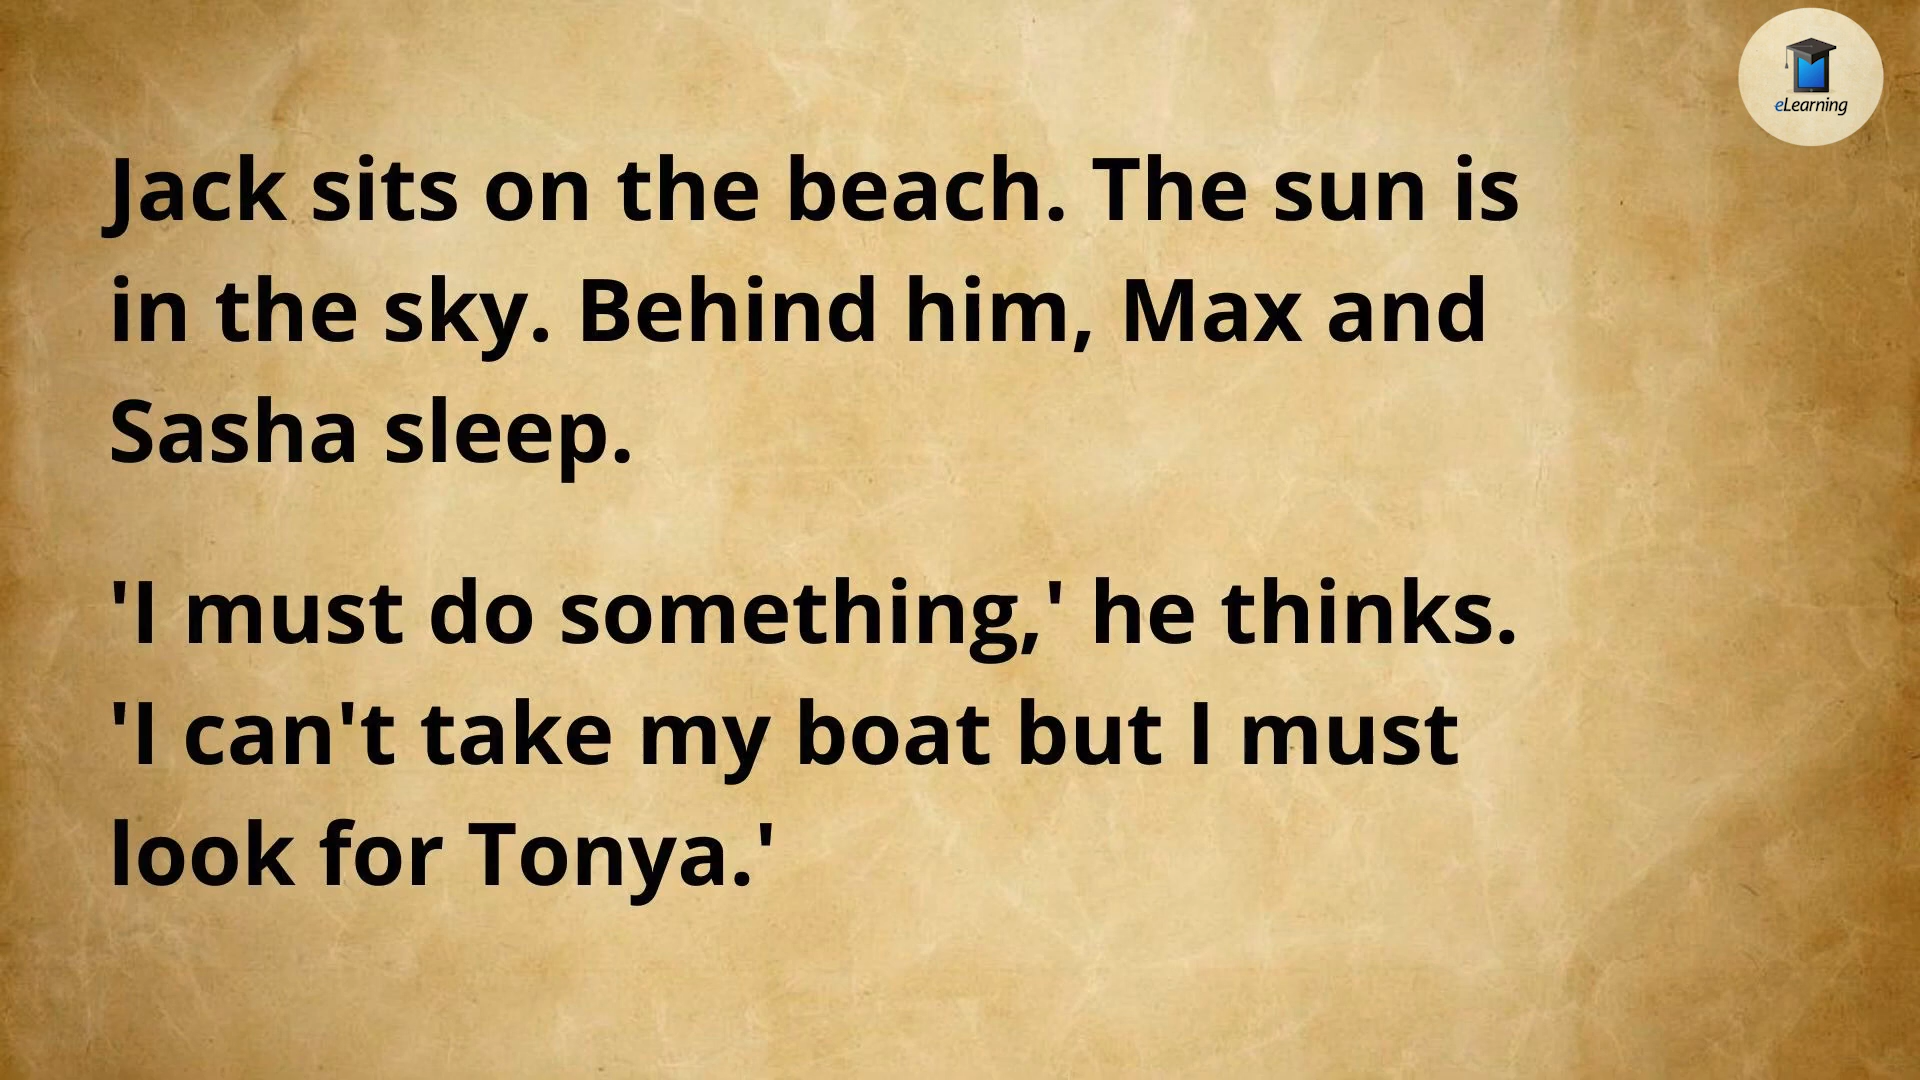 eLearning
Jack sits on the beach. The sun is
in the sky. Behind him, Max and
Sasha sleep.
'I must do something,' he thinks.
'I can't take my boat but I must
look for Tonya.'